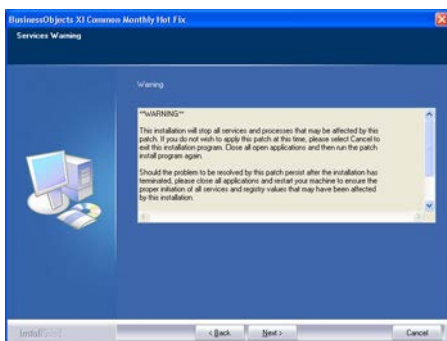 BusinessObjects XI Common Monthly Hot Fix
Services Warning
Warning
**WARNING**
This installation will stop all services and processes that may be affected by this
patch. If you do not wish to apply this patch at this time, please select Cancel to
exit this installation program. Close all open applications and then run the patch
install program again.
Should the problem to be resolved by this patch persist after the installation has
terminated, please close all applications and restart your machine to ensure the
proper initiation of all services and registry values that may have been affected
by this installation.
InstallShield
< Back
Next >
Cancel